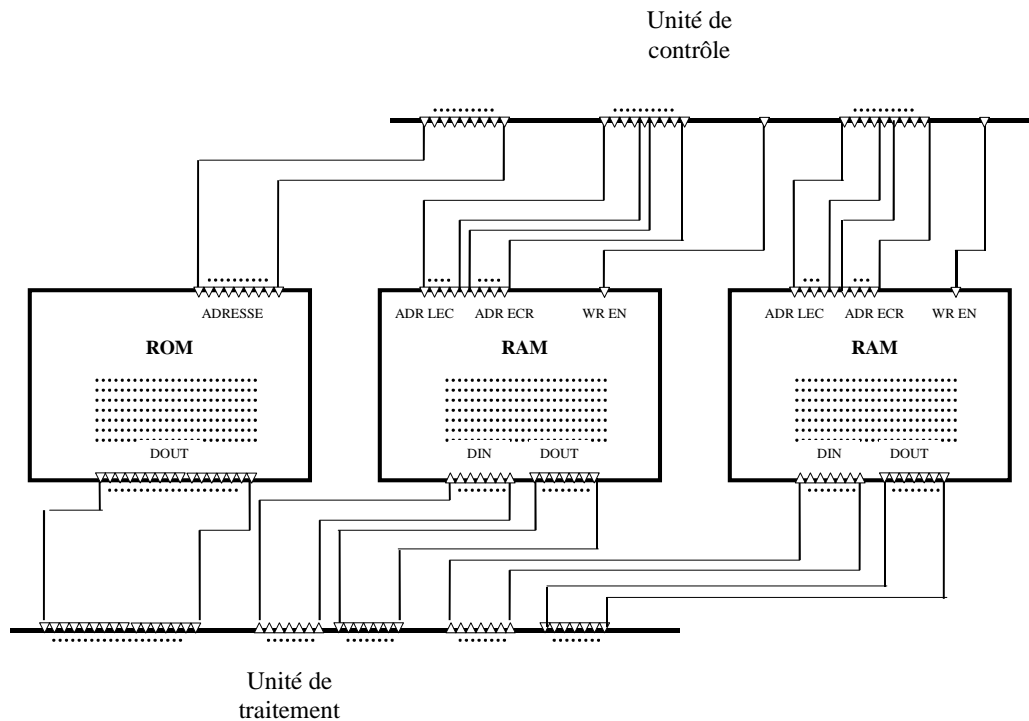 Unité de
contrôle
ADRESSE
ROM
DOUT
ADR LEC ADR ECR WR EN
RAM
DIN DOUT
ADR LEC ADR ECR WR EN
RAM
DIN DOUT
Unité de
traitement